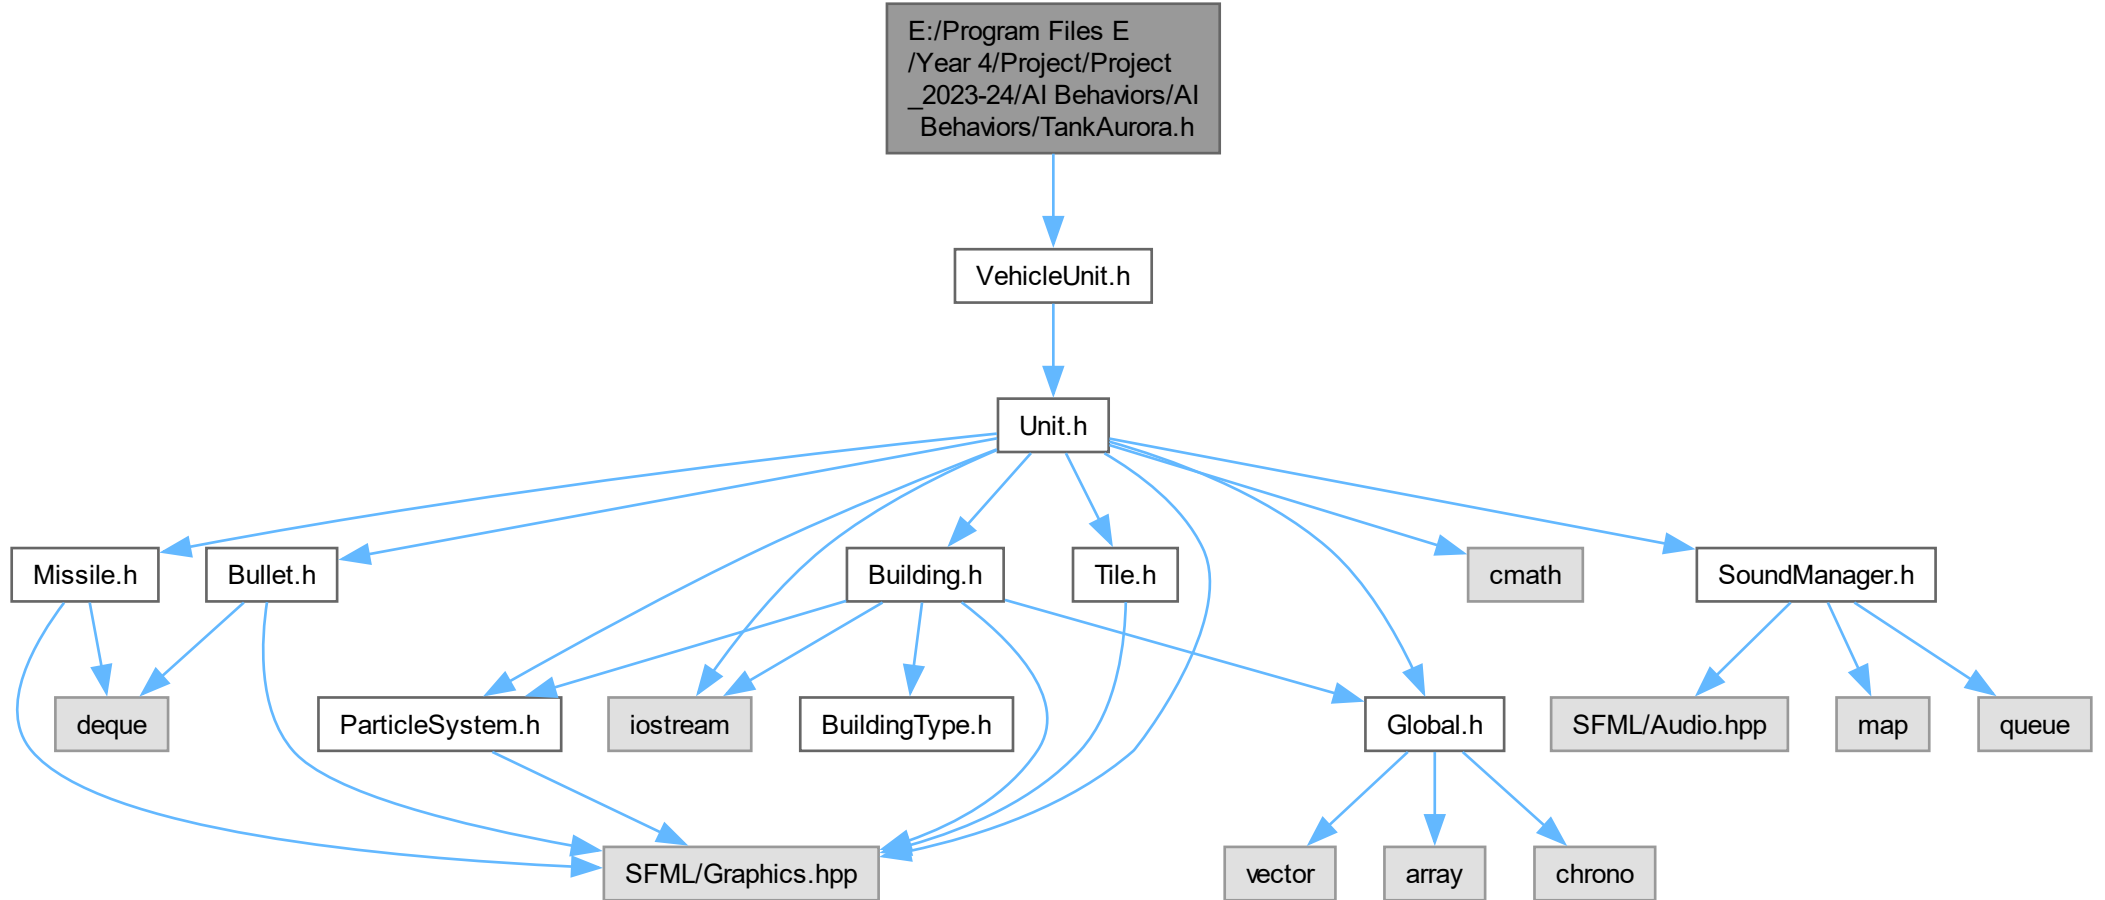 E:/Program Files E
/Year 4/Project/Project
_2023-24/AI Behaviors/AI
Behaviors/TankAurora.h
VehicleUnit.h
Unit.h
Missile.h
Bullet.h
Building.h
Tile.h
cmath
SoundManager.h
deque
ParticleSystem.h
iostream
BuildingType.h
Global.h
SFML/Audio.hpp
map
queue
SFML/Graphics.hpp
vector
array
chrono